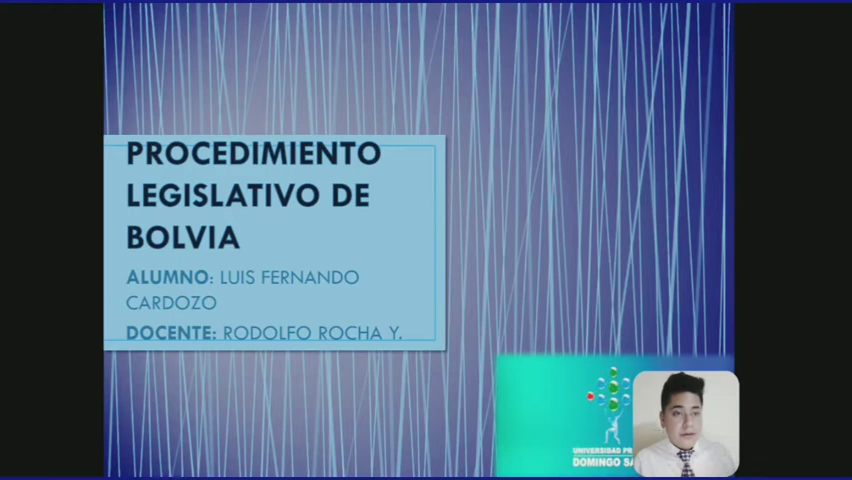 PROCEDIMIENTO
LEGISLATIVO DE
BOLVIA
ALUMNO: LUIS FERNANDO
CARDOZO
DOCENTE: RODOLFO ROCHA Y.
UNIVERSIDAD
DOMINGO